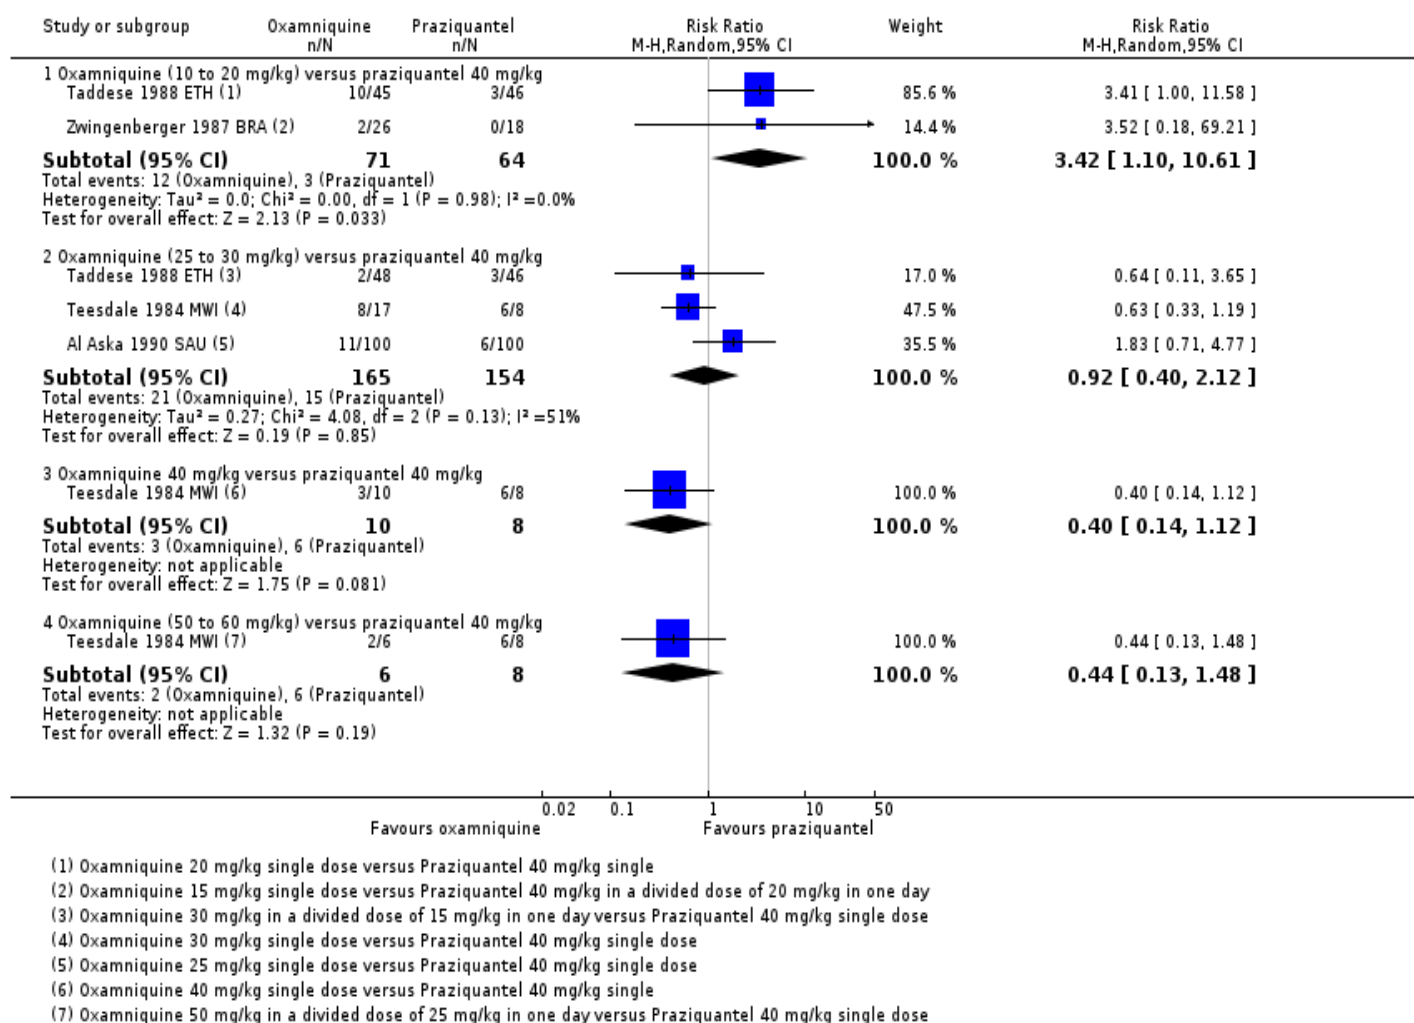 Study or subgroup Oxamniquine Praziquantel Risk Ratio Weight Risk Ratio
n/N n/N M-H,Random,95% CI M-H,Random,95% CI
1 Oxamniquine (10 to 20 mg/kg) versus praziquantel 40 mg/kg
Taddese 1988 ETH (1) 10/45 3/46 85.6 % 3.41 [ 1.00, 11.58 ]
Zwingenberger 1987 BRA (2) 2/26 0/18 14.4 % 3.52 [ 0.18, 69.21 ]
Subtotal (95% CI) 71 64 100.0 % 3.42 [ 1.10, 10.61 ]
Total events: 12 (Oxamniquine), 3 (Praziquantel)
Heterogeneity: Tau² = 0.0; Chi² = 0.00, df = 1 (P = 0.98); I² =0.0%
Test for overall effect: Z = 2.13 (P = 0.033)
2 Oxamniquine (25 to 30 mg/kg) versus praziquantel 40 mg/kg
Taddese 1988 ETH (3) 2/48 3/46 17.0 % 0.64 [ 0.11, 3.65 ]
Teesdale 1984 MWI (4) 8/17 6/8 47.5 % 0.63 [ 0.33, 1.19 ]
Al Aska 1990 SAU (5) 11/100 6/100 35.5 % 1.83 [ 0.71, 4.77 ]
Subtotal (95% CI) 165 154 100.0 % 0.92 [ 0.40, 2.12 ]
Total events: 21 (Oxamniquine), 15 (Praziquantel)
Heterogeneity: Tau² = 0.27; Chi² = 4.08, df = 2 (P = 0.13); I² =51%
Test for overall effect: Z = 0.19 (P = 0.85)
3 Oxamniquine 40 mg/kg versus praziquantel 40 mg/kg
Teesdale 1984 MWI (6) 3/10 6/8 100.0 % 0.40 [ 0.14, 1.12 ]
Subtotal (95% CI) 10 8 100.0 % 0.40 [ 0.14, 1.12 ]
Total events: 3 (Oxamniquine), 6 (Praziquantel)
Heterogeneity: not applicable
Test for overall effect: Z = 1.75 (P = 0.081)
4 Oxamniquine (50 to 60 mg/kg) versus praziquantel 40 mg/kg
Teesdale 1984 MWI (7) 2/6 6/8 100.0 % 0.44 [ 0.13, 1.48 ]
Subtotal (95% CI) 6 8 100.0 % 0.44 [ 0.13, 1.48 ]
Total events: 2 (Oxamniquine), 6 (Praziquantel)
Heterogeneity: not applicable
Test for overall effect: Z = 1.32 (P = 0.19)
0.02 0.1 1 10 50
Favours oxamniquine Favours praziquantel
(1) Oxamniquine 20 mg/kg single dose versus Praziquantel 40 mg/kg single
(2) Oxamniquine 15 mg/kg single dose versus Praziquantel 40 mg/kg in a divided dose of 20 mg/kg in one day
(3) Oxamniquine 30 mg/kg in a divided dose of 15 mg/kg in one day versus Praziquantel 40 mg/kg single dose
(4) Oxamniquine 30 mg/kg single dose versus Praziquantel 40 mg/kg single dose
(5) Oxamniquine 25 mg/kg single dose versus Praziquantel 40 mg/kg single dose
(6) Oxamniquine 40 mg/kg single dose versus Praziquantel 40 mg/kg single
(7) Oxamniquine 50 mg/kg in a divided dose of 25 mg/kg in one day versus Praziquantel 40 mg/kg single dose